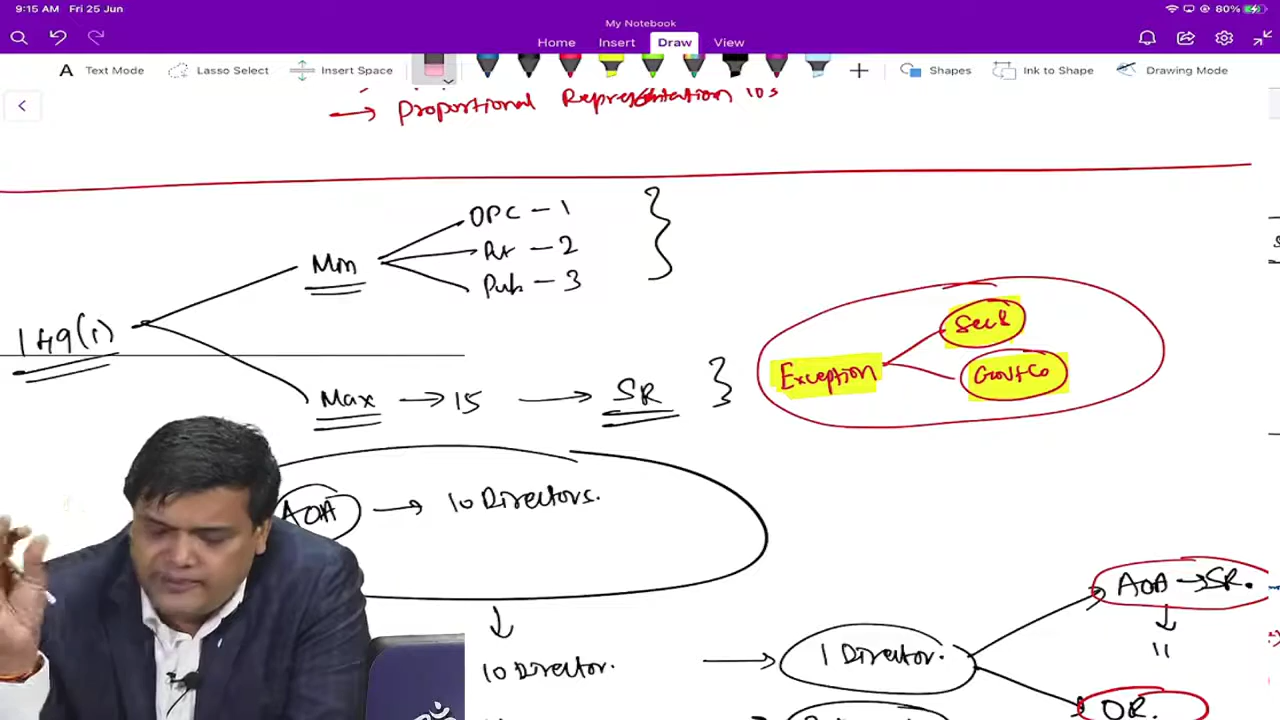 9:15 AM Fri 25 Jun
80%
My Notebook
Home Insert Draw View
Text Mode Lasso Select Insert Space Shapes Ink to Shape Drawing Mode
→ Proportional Representation
OPC - 1
Min Pvt - 2
Pub - 3
149(1)
Exception Sec 8
Govt Co
Max → 15 → SR
AOA → 10 Directors.
AOA → SR.
↓
11
10 Director. → 1 Director.
OR.